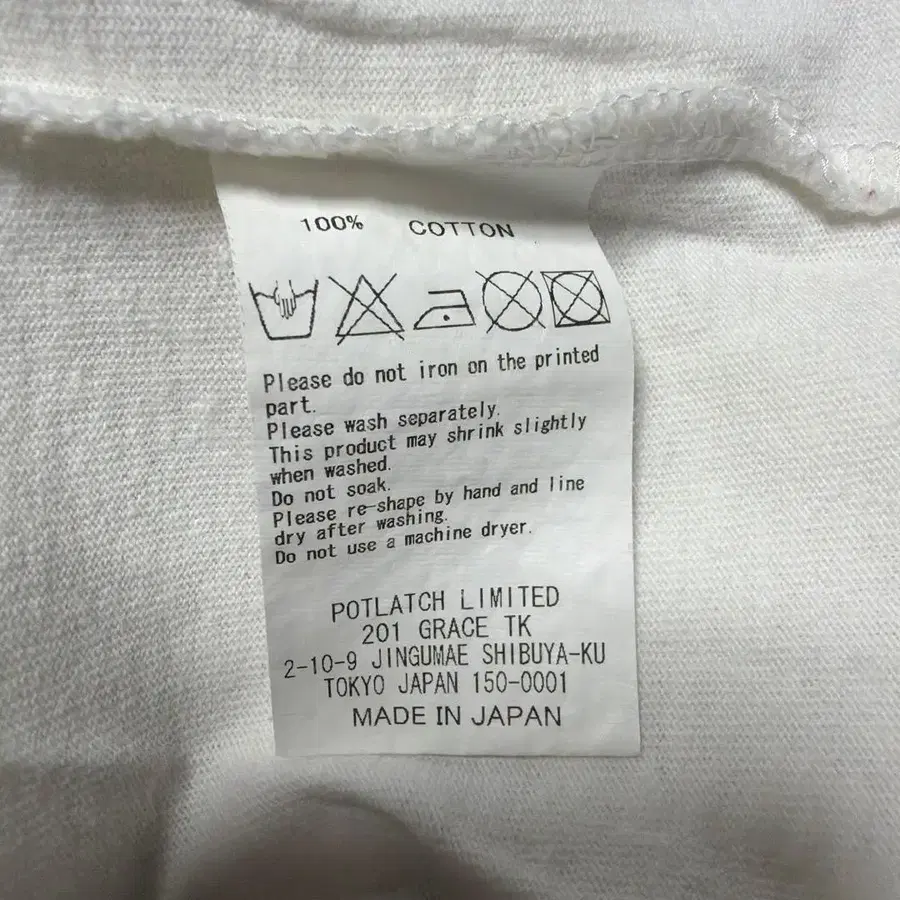 100% COTTON
Please do not iron on the printed
part.
Please wash separately.
This product may shrink slightly
when washed.
Do not soak.
Please re-shape by hand and line
dry after washing.
Do not use a machine dryer.
POTLATCH LIMITED
201 GRACE TK
2-10-9 JINGUMAE SHIBUYA-KU
TOKYO JAPAN 150-0001
MADE IN JAPAN